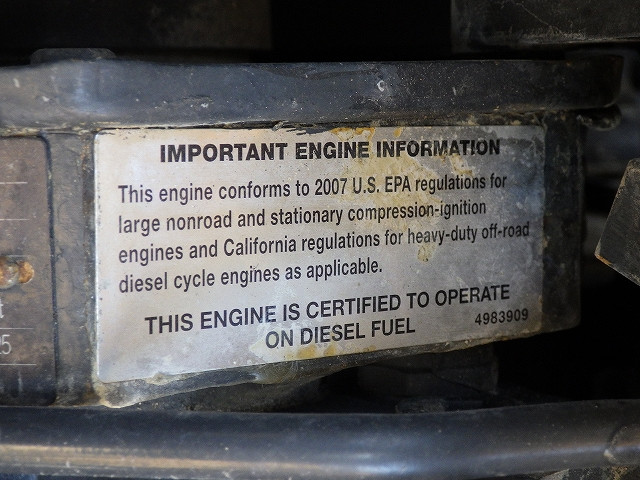 IMPORTANT ENGINE INFORMATION
This engine conforms to 2007 U.S. EPA regulations for
large nonroad and stationary compression-ignition
engines and California regulations for heavy-duty off-road
diesel cycle engines as applicable.
THIS ENGINE IS CERTIFIED TO OPERATE
ON DIESEL FUEL
4983909